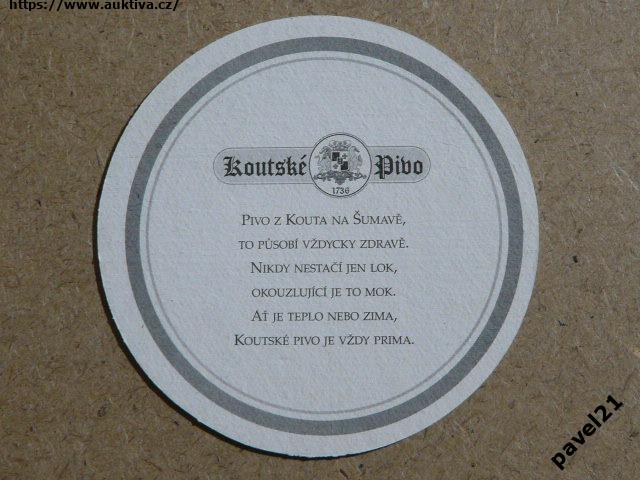 https://www.auktiva.cz/
Koutské Pivo
1736
Pivo z Kouta na Šumavě,
to působí vždycky zdravě.
Nikdy nestačí jen lok,
okouzlující je to mok.
Ať je teplo nebo zima,
Koutské pivo je vždy prima.
pavel21